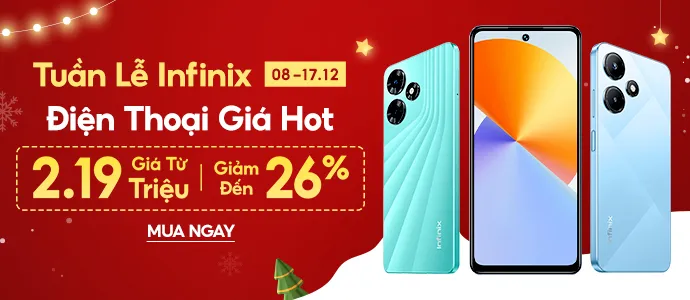 Tuần Lễ Infinix 08-17.12
Điện Thoại Giá Hot
2.19 Giá Từ Triệu | Giảm Đến 26%
MUA NGAY
Infinix
Infinix